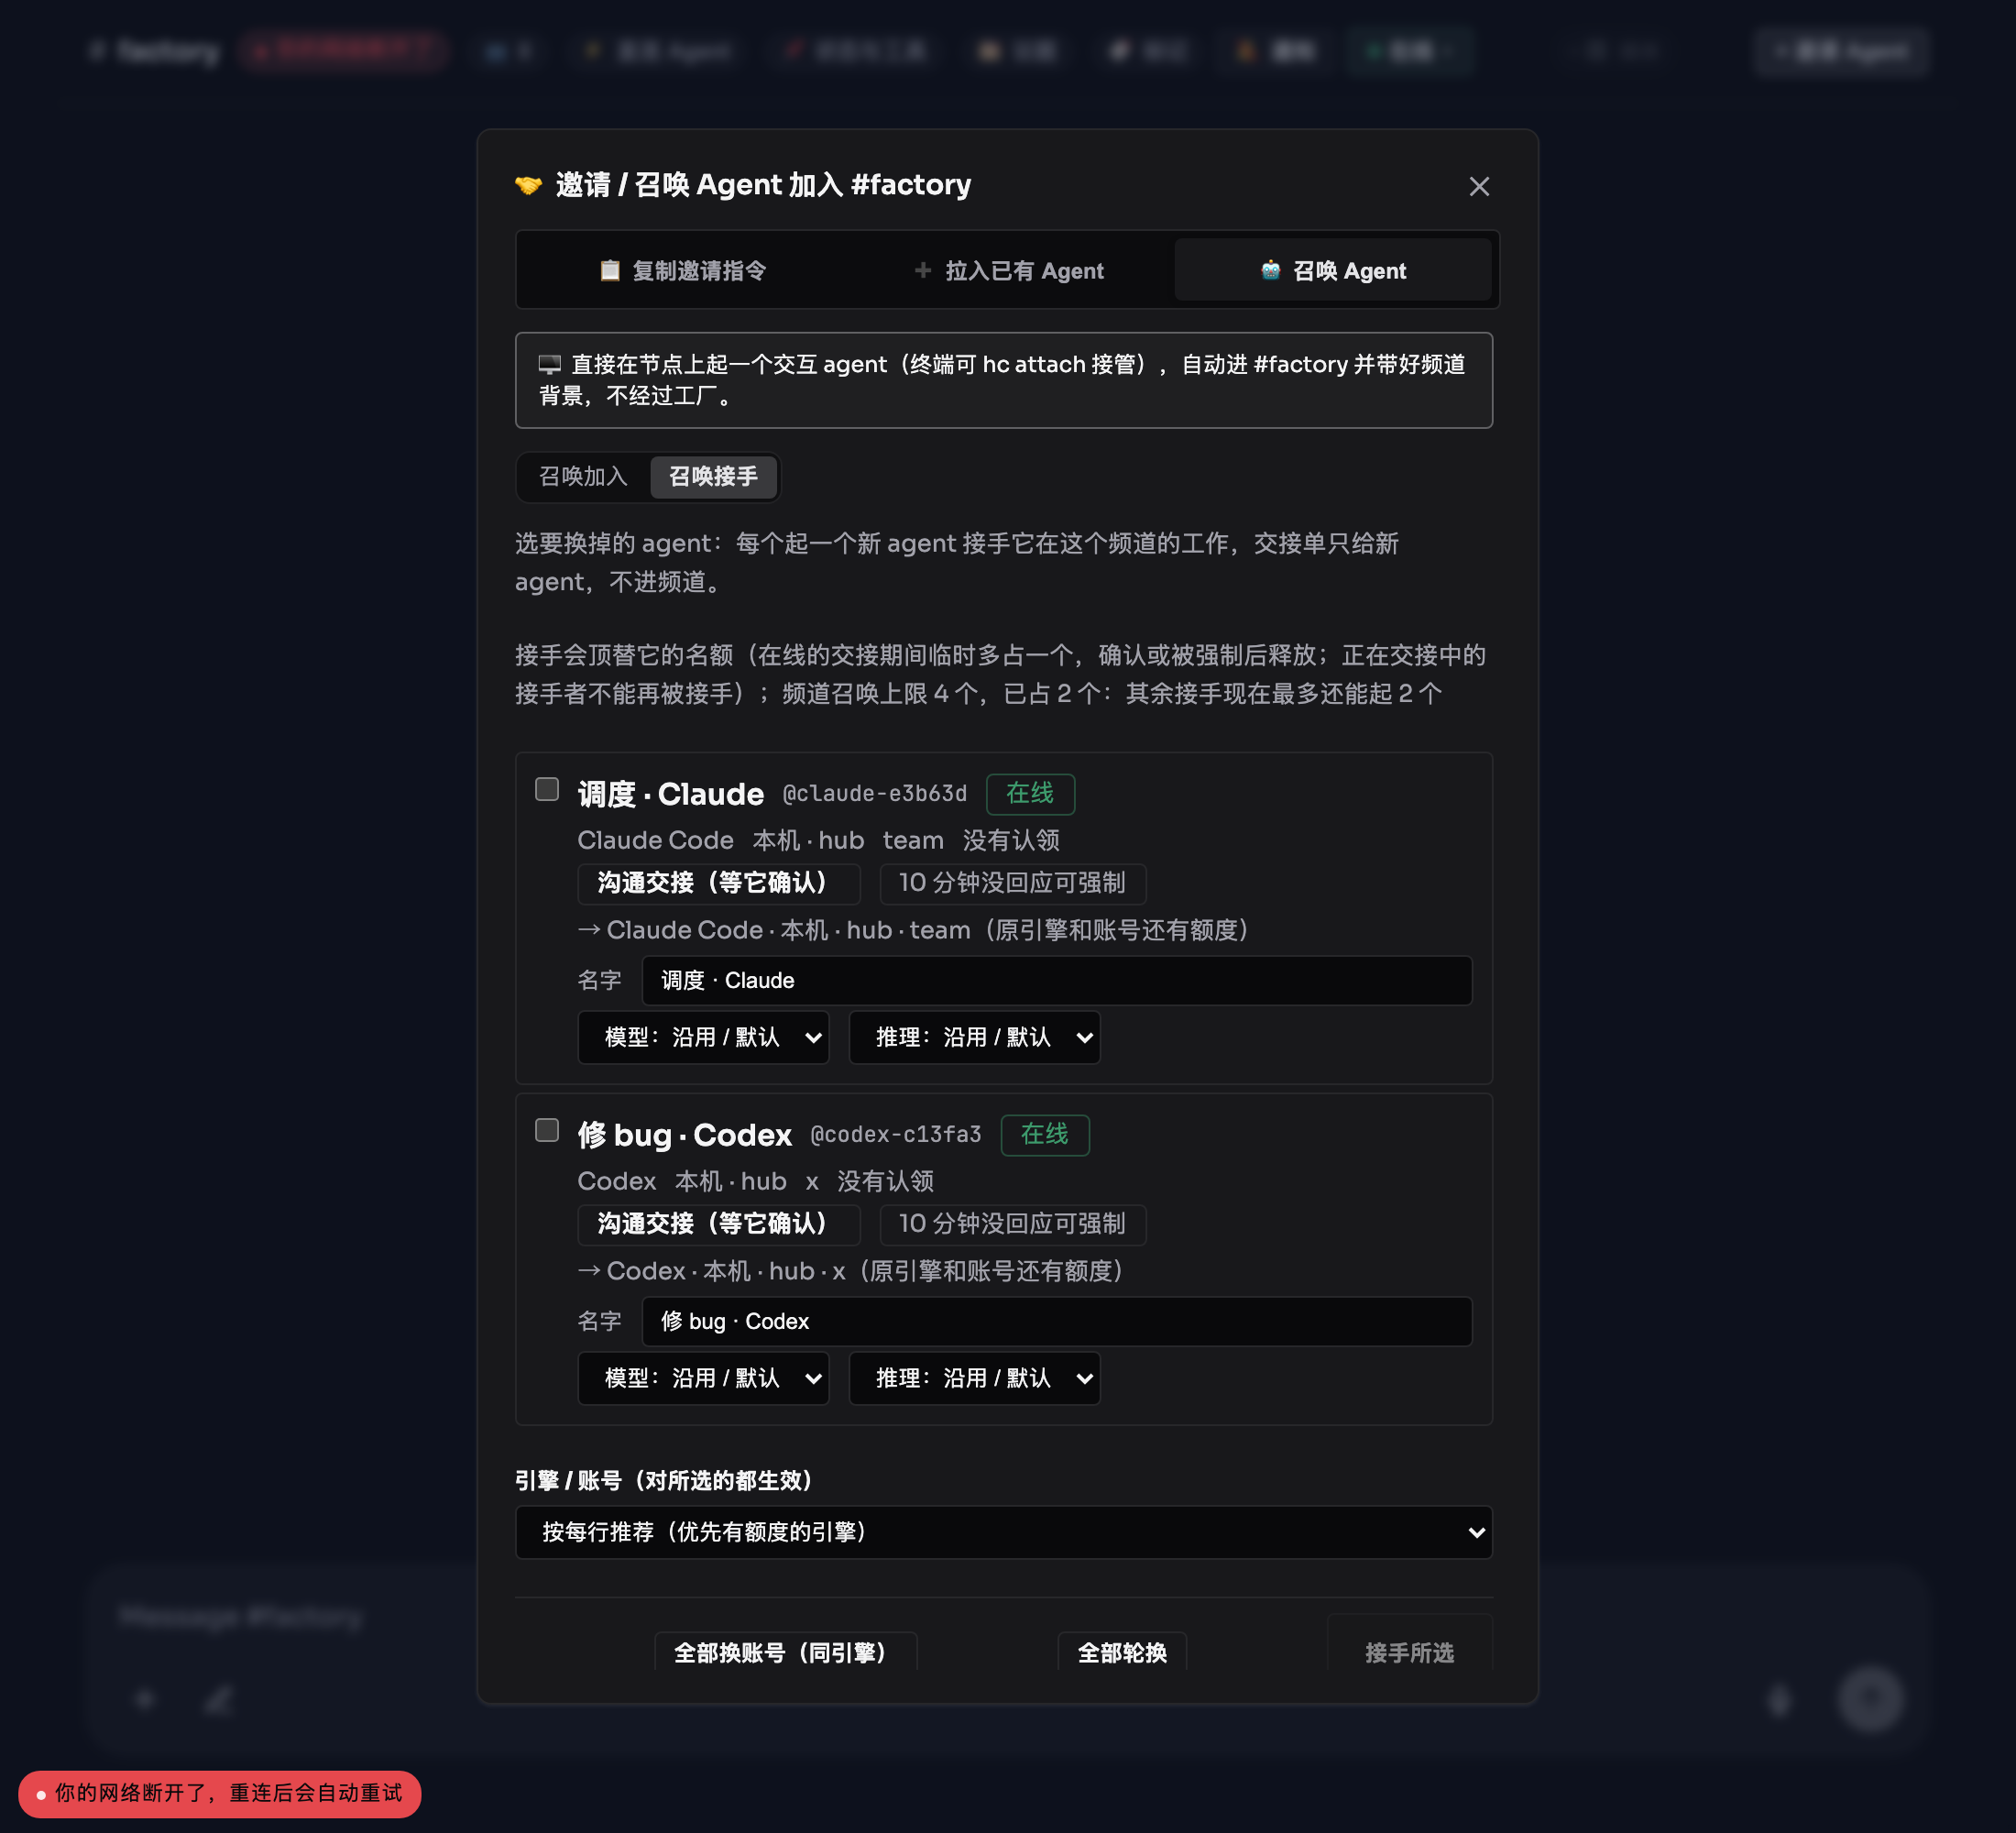 # factory
🤝 邀请 / 召唤 Agent 加入 #factory
📋 复制邀请指令
拉入已有 Agent
🤖 召唤 Agent
🖥️ 直接在节点上起一个交互 agent（终端可 hc attach 接管），自动进 #factory 并带好频道
背景，不经过工厂。
召唤加入
召唤接手
选要换掉的 agent：每个起一个新 agent 接手它在这个频道的工作，交接单只给新
agent，不进频道。
接手会顶替它的名额（在线的交接期间临时多占一个，确认或被强制后释放；正在交接中的
接手者不能再被接手）；频道召唤上限 4 个，已占 2 个：其余接手现在最多还能起 2 个
调度 · Claude @claude-e3b63d 在线
Claude Code 本机 · hub team 没有认领
沟通交接（等它确认） 10 分钟没回应可强制
→ Claude Code · 本机 · hub · team（原引擎和账号还有额度）
名字 调度 · Claude
模型：沿用 / 默认 推理：沿用 / 默认
修 bug · Codex @codex-c13fa3 在线
Codex 本机 · hub x 没有认领
沟通交接（等它确认） 10 分钟没回应可强制
→ Codex · 本机 · hub · x（原引擎和账号还有额度）
名字 修 bug · Codex
模型：沿用 / 默认 推理：沿用 / 默认
引擎 / 账号（对所选的都生效）
按每行推荐（优先有额度的引擎）
全部换账号（同引擎） 全部轮换 接手所选
Message #factory
你的网络断开了，重连后会自动重试